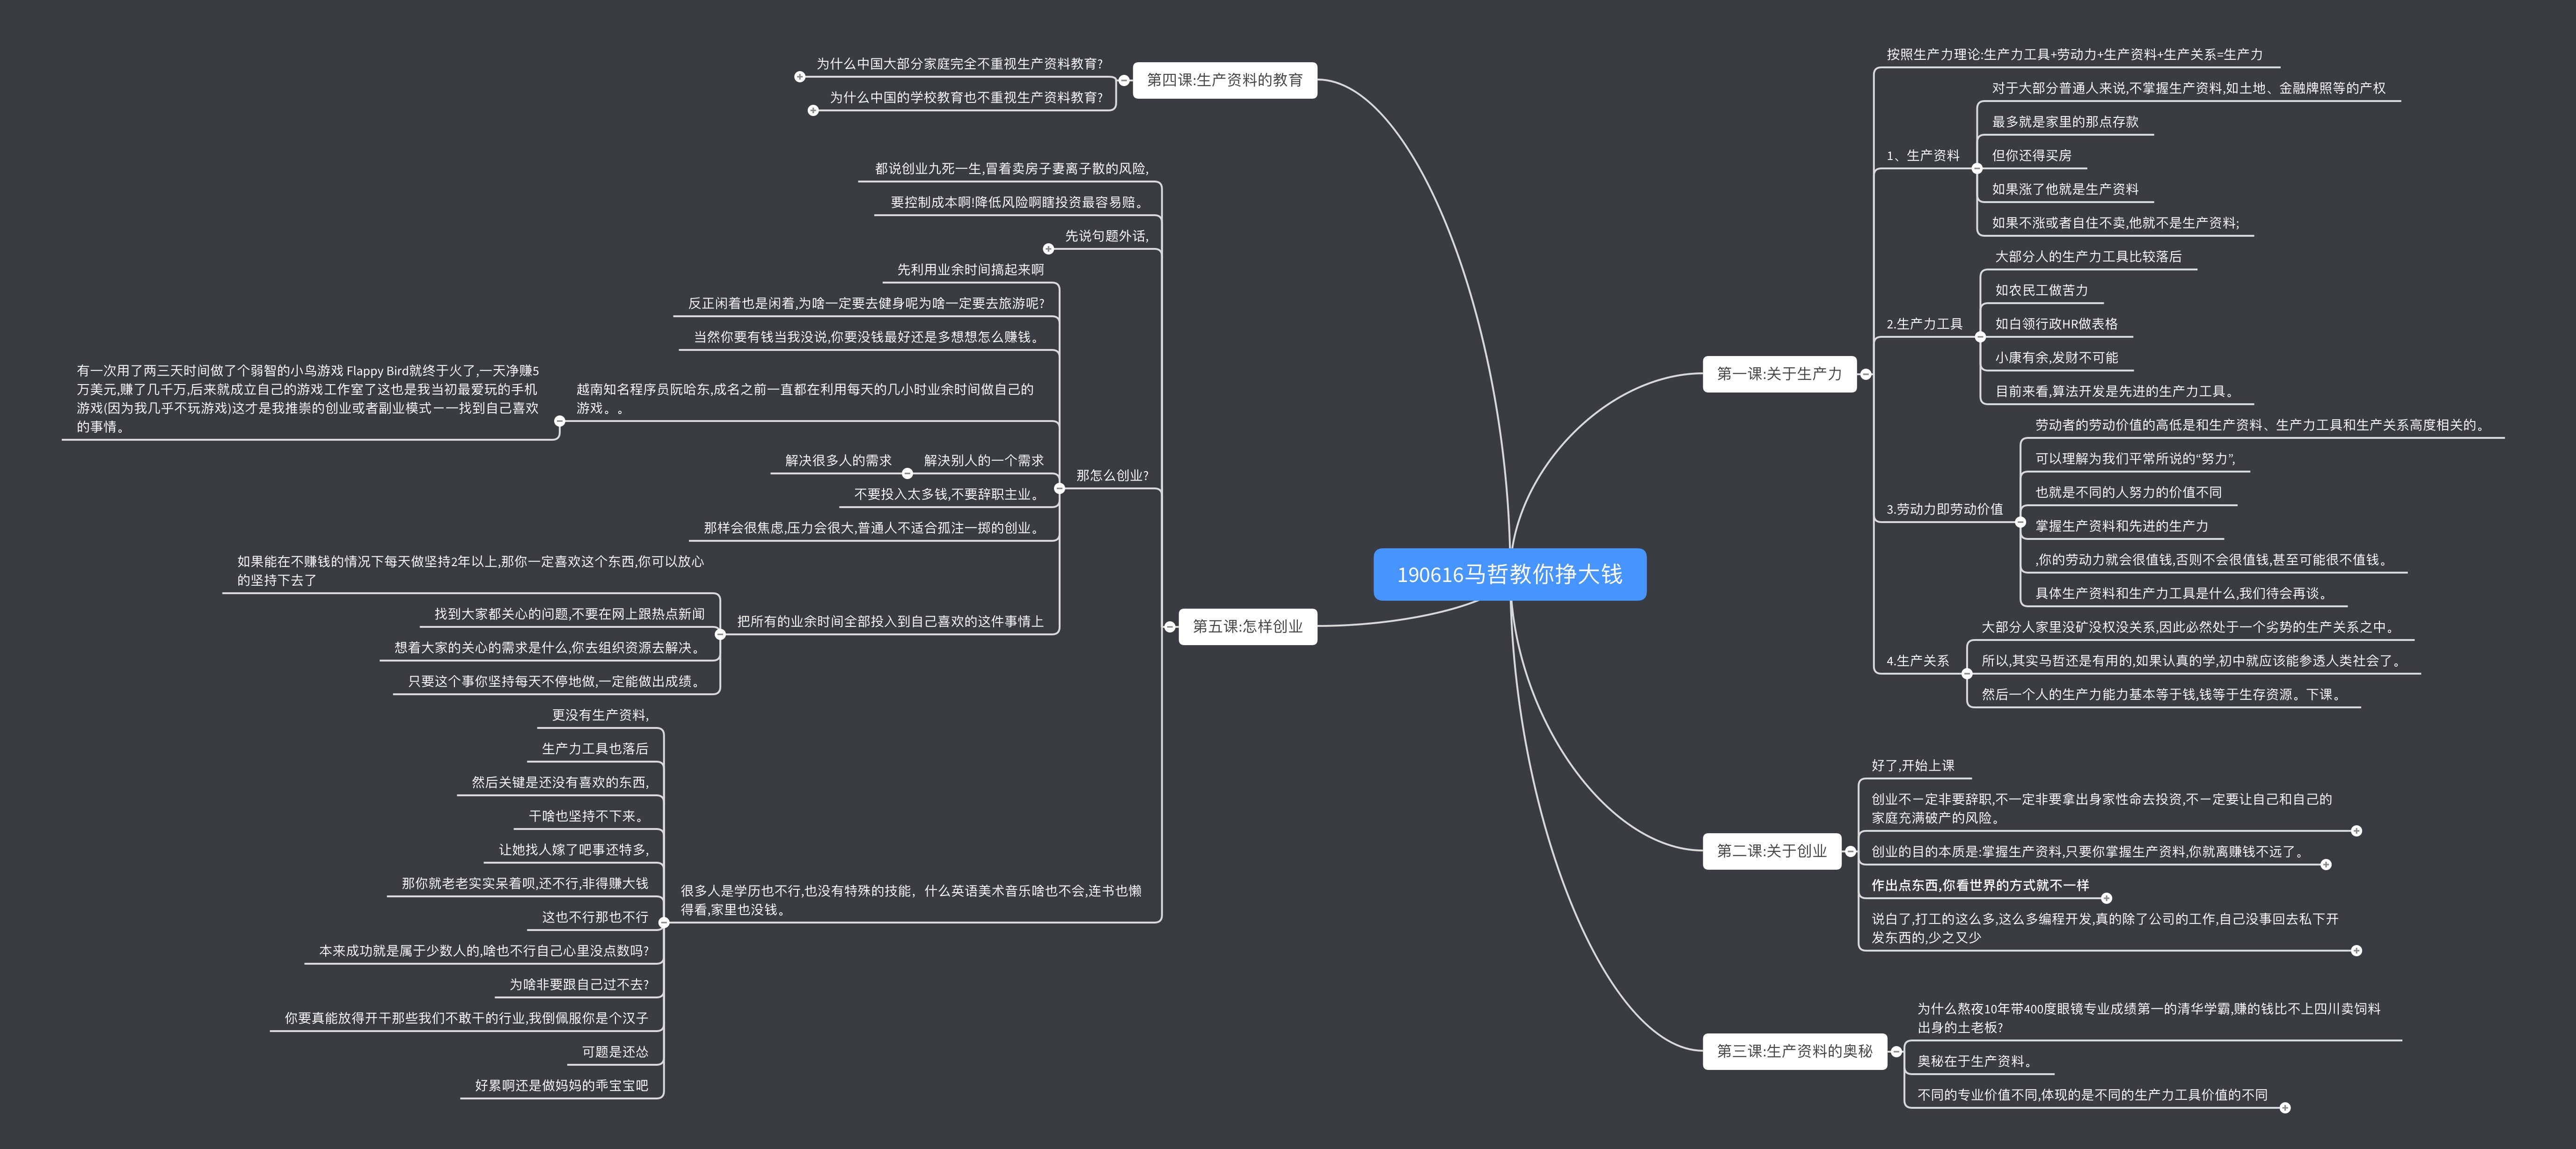 190616马哲教你挣大钱
第一课:关于生产力
按照生产力理论:生产力工具+劳动力+生产资料+生产关系=生产力
1、生产资料
对于大部分普通人来说,不掌握生产资料,如土地、金融牌照等的产权
最多就是家里的那点存款
但你还得买房
如果涨了他就是生产资料
如果不涨或者自住不卖,他就不是生产资料;
2.生产力工具
大部分人的生产力工具比较落后
如农民工做苦力
如白领行政HR做表格
小康有余,发财不可能
目前来看,算法开发是先进的生产力工具。
3.劳动力即劳动价值
劳动者的劳动价值的高低是和生产资料、生产力工具和生产关系高度相关的。
可以理解为我们平常所说的“努力”,
也就是不同的人努力的价值不同
掌握生产资料和先进的生产力
,你的劳动力就会很值钱,否则不会很值钱,甚至可能很不值钱。
具体生产资料和生产力工具是什么,我们待会再谈。
4.生产关系
大部分人家里没矿没权没关系,因此必然处于一个劣势的生产关系之中。
所以,其实马哲还是有用的,如果认真的学,初中就应该能参透人类社会了。
然后一个人的生产力能力基本等于钱,钱等于生存资源。下课。
第二课:关于创业
好了,开始上课
创业不一定非要辞职,不一定非要拿出身家性命去投资,不一定要让自己和自己的
家庭充满破产的风险。
创业的目的本质是:掌握生产资料,只要你掌握生产资料,你就离赚钱不远了。
作出点东西,你看世界的方式就不一样
说白了,打工的这么多,这么多编程开发,真的除了公司的工作,自己没事回去私下开
发东西的,少之又少
第三课:生产资料的奥秘
为什么熬夜10年带400度眼镜专业成绩第一的清华学霸,赚的钱比不上四川卖饲料
出身的土老板?
奥秘在于生产资料。
不同的专业价值不同,体现的是不同的生产力工具价值的不同
第四课:生产资料的教育
为什么中国大部分家庭完全不重视生产资料教育?
为什么中国的学校教育也不重视生产资料教育?
第五课:怎样创业
都说创业九死一生,冒着卖房子妻离子散的风险,
要控制成本啊!降低风险啊瞎投资最容易赔。
先说句题外话,
那怎么创业?
先利用业余时间搞起来啊
反正闲着也是闲着,为啥一定要去健身呢为啥一定要去旅游呢?
当然你要有钱当我没说,你要没钱最好还是多想想怎么赚钱。
越南知名程序员阮哈东,成名之前一直都在利用每天的几小时业余时间做自己的
游戏。。
有一次用了两三天时间做了个弱智的小鸟游戏 Flappy Bird就终于火了,一天净赚5
万美元,赚了几千万,后来就成立自己的游戏工作室了这也是我当初最爱玩的手机
游戏(因为我几乎不玩游戏)这才是我推崇的创业或者副业模式一一找到自己喜欢
的事情。
解决别人的一个需求
解决很多人的需求
不要投入太多钱,不要辞职主业。
那样会很焦虑,压力会很大,普通人不适合孤注一掷的创业。
把所有的业余时间全部投入到自己喜欢的这件事情上
如果能在不赚钱的情况下每天做坚持2年以上,那你一定喜欢这个东西,你可以放心
的坚持下去了
找到大家都关心的问题,不要在网上跟热点新闻
想着大家的关心的需求是什么,你去组织资源去解决。
只要这个事你坚持每天不停地做,一定能做出成绩。
很多人是学历也不行,也没有特殊的技能，什么英语美术音乐啥也不会,连书也懒
得看,家里也没钱。
更没有生产资料,
生产力工具也落后
然后关键是还没有喜欢的东西,
干啥也坚持不下来。
让她找人嫁了吧事还特多,
那你就老老实实呆着呗,还不行,非得赚大钱
这也不行那也不行
本来成功就是属于少数人的,啥也不行自己心里没点数吗?
为啥非要跟自己过不去?
你要真能放得开干那些我们不敢干的行业,我倒佩服你是个汉子
可题是还怂
好累啊还是做妈妈的乖宝宝吧